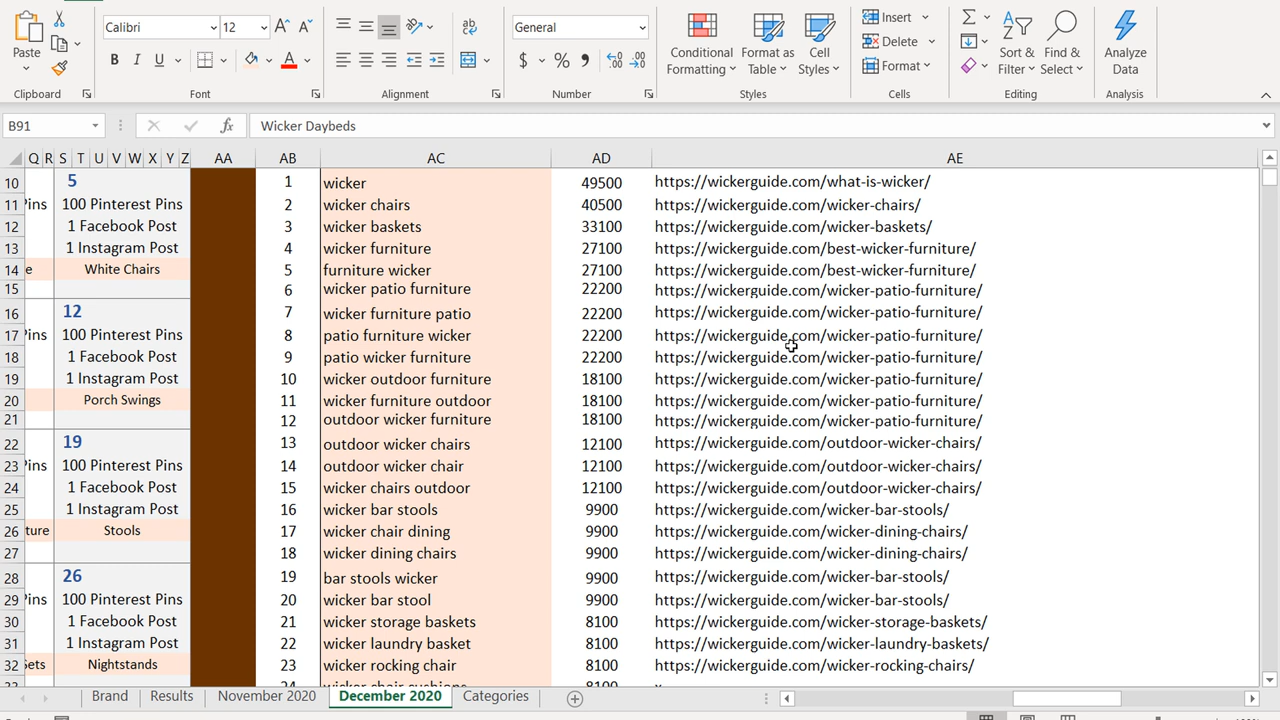 Calibri 12 General Insert
Paste Delete
B I U $ % Conditional Formatting Format as Table Cell Styles Format Sort & Filter Find & Select Analyze Data
Clipboard Font Alignment Number Styles Cells Editing Analysis
B91 fx Wicker Daybeds
Q R S T U V W X Y Z AA AB AC AD AE
10 5 1 wicker 49500 https://wickerguide.com/what-is-wicker/
11 Pins 100 Pinterest Pins 2 wicker chairs 40500 https://wickerguide.com/wicker-chairs/
12 1 Facebook Post 3 wicker baskets 33100 https://wickerguide.com/wicker-baskets/
13 1 Instagram Post 4 wicker furniture 27100 https://wickerguide.com/best-wicker-furniture/
14 e White Chairs 5 furniture wicker 27100 https://wickerguide.com/best-wicker-furniture/
15 6 wicker patio furniture 22200 https://wickerguide.com/wicker-patio-furniture/
16 12 7 wicker furniture patio 22200 https://wickerguide.com/wicker-patio-furniture/
17 Pins 100 Pinterest Pins 8 patio furniture wicker 22200 https://wickerguide.com/wicker-patio-furniture/
18 1 Facebook Post 9 patio wicker furniture 22200 https://wickerguide.com/wicker-patio-furniture/
19 1 Instagram Post 10 wicker outdoor furniture 18100 https://wickerguide.com/wicker-patio-furniture/
20 Porch Swings 11 wicker furniture outdoor 18100 https://wickerguide.com/wicker-patio-furniture/
21 12 outdoor wicker furniture 18100 https://wickerguide.com/wicker-patio-furniture/
22 19 13 outdoor wicker chairs 12100 https://wickerguide.com/outdoor-wicker-chairs/
23 Pins 100 Pinterest Pins 14 outdoor wicker chair 12100 https://wickerguide.com/outdoor-wicker-chairs/
24 1 Facebook Post 15 wicker chairs outdoor 12100 https://wickerguide.com/outdoor-wicker-chairs/
25 1 Instagram Post 16 wicker bar stools 9900 https://wickerguide.com/wicker-bar-stools/
26 ture Stools 17 wicker chair dining 9900 https://wickerguide.com/wicker-dining-chairs/
27 18 wicker dining chairs 9900 https://wickerguide.com/wicker-dining-chairs/
28 26 19 bar stools wicker 9900 https://wickerguide.com/wicker-bar-stools/
29 Pins 100 Pinterest Pins 20 wicker bar stool 9900 https://wickerguide.com/wicker-bar-stools/
30 1 Facebook Post 21 wicker storage baskets 8100 https://wickerguide.com/wicker-storage-baskets/
31 1 Instagram Post 22 wicker laundry basket 8100 https://wickerguide.com/wicker-laundry-baskets/
32 Sets Nightstands 23 wicker rocking chair 8100 https://wickerguide.com/wicker-rocking-chairs/
33 24 wicker chair cushions 8100
Brand Results November 2020 December 2020 Categories